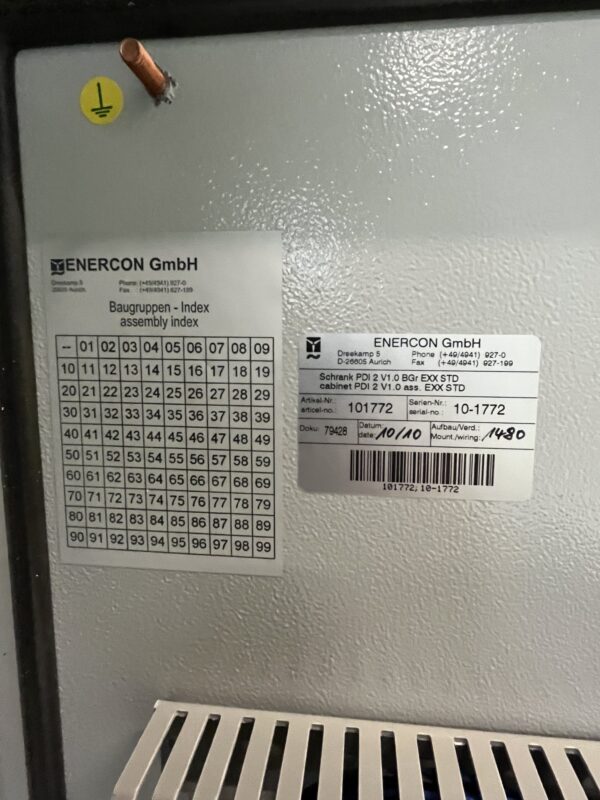 ENERCON GmbH
Dreekamp 5 Phone (+49/4941) 927-0
26605 Aurich Fax : (+49/4941) 927-199
Baugruppen - Index
assembly index
-- 01 02 03 04 05 06 07 08 09
10 11 12 13 14 15 16 17 18 19
20 21 22 23 24 25 26 27 28 29
30 31 32 33 34 35 36 37 38 39
40 41 42 43 44 45 46 47 48 49
50 51 52 53 54 55 56 57 58 59
60 61 62 63 64 65 66 67 68 69
70 71 72 73 74 75 76 77 78 79
80 81 82 83 84 85 86 87 88 89
90 91 92 93 94 95 96 97 98 99
ENERCON GmbH
Dreekamp 5 Phone (+49/4941) 927-0
D-26605 Aurich Fax (+49/4941) 927-199
Schrank PDI 2 V1.0 BGr EXX STD
cabinet PDI 2 V1.0 ass. EXX STD
Artikel-Nr.: Serien-Nr.:
articel-no.: 101772 serial-no.: 10-1772
Doku: 79428 Datum: Aufbau/Verd.:
date: 10/10 Mount./wiring: 1480
101772; 10-1772